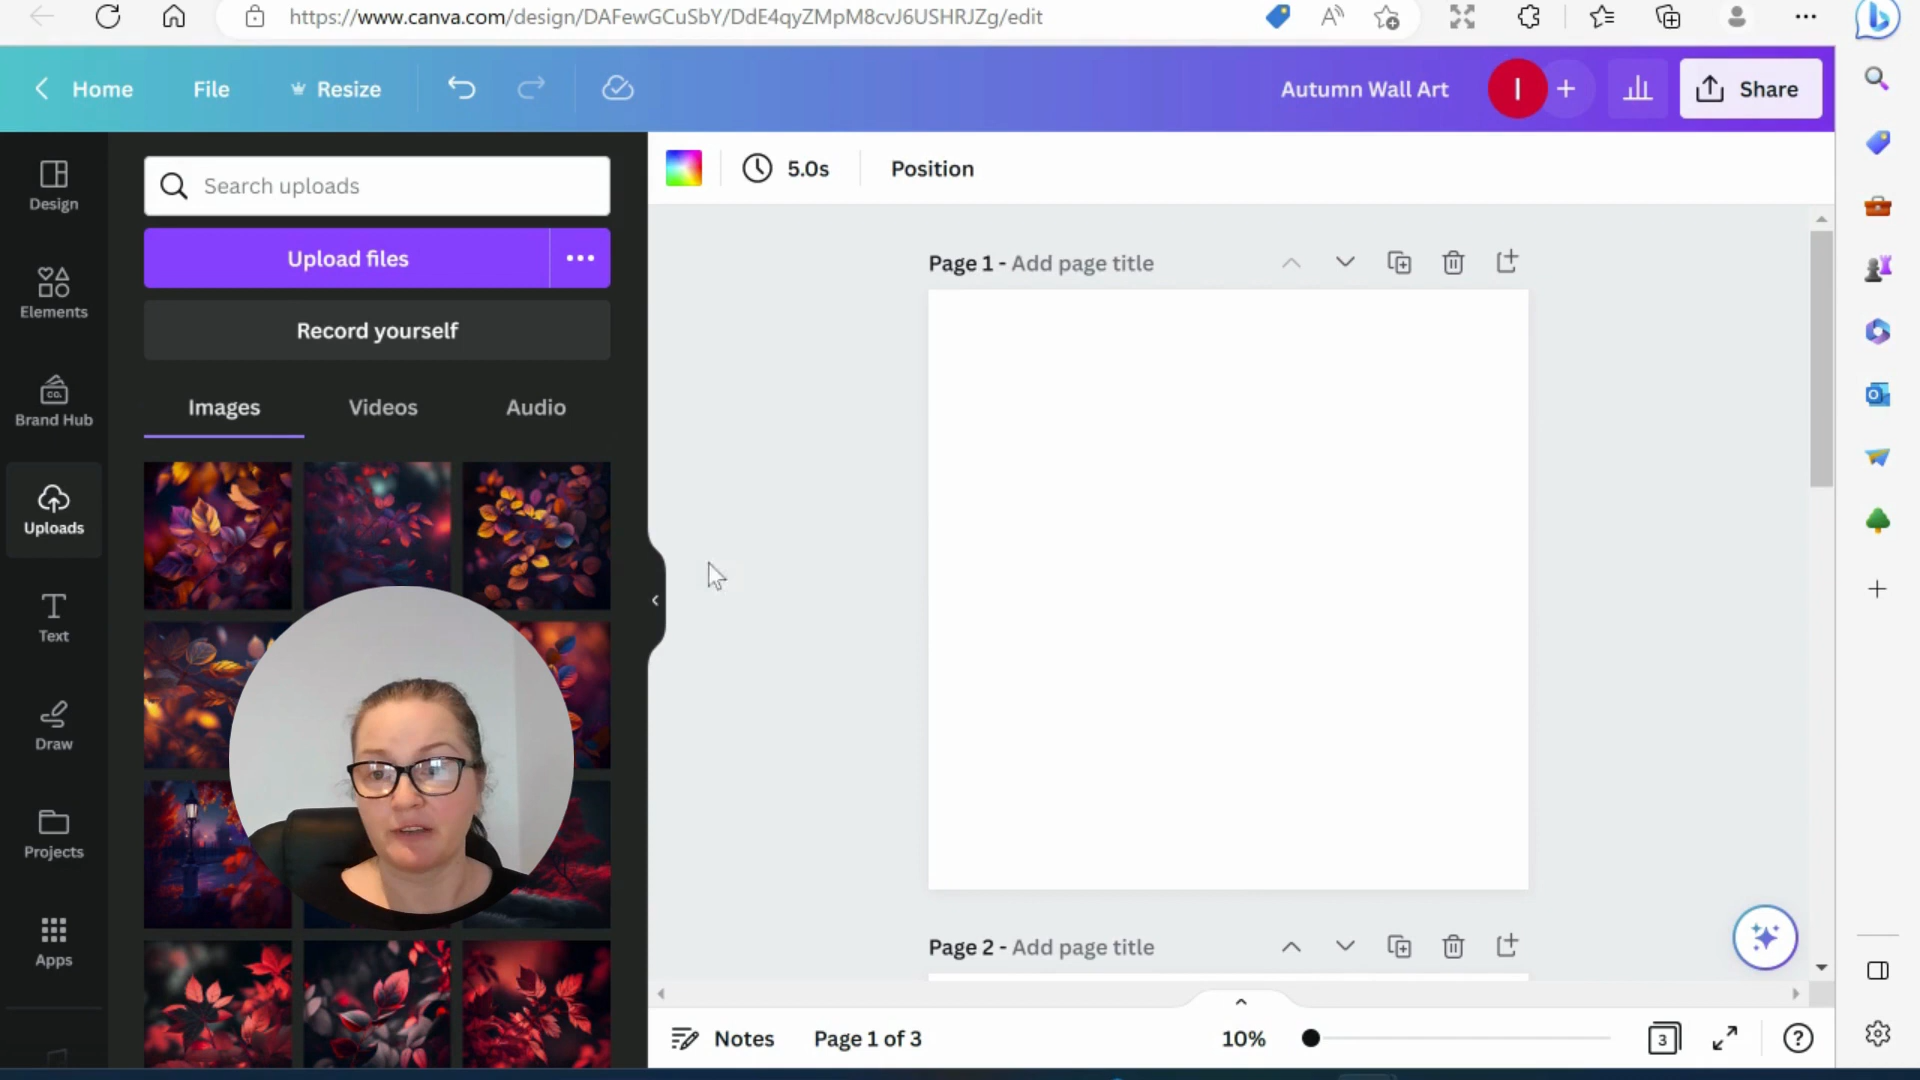 https://www.canva.com/design/DAFewGCuSbY/DdE4qyZMpM8cvJ6USHRJZg/edit
Home
File
Resize
Autumn Wall Art
I
Share
Search uploads
5.0s
Position
Design
Upload files
Page 1 - Add page title
Elements
Record yourself
CO.
Brand Hub
Images
Videos
Audio
Uploads
Text
Draw
Projects
Apps
Page 2 - Add page title
Notes
Page 1 of 3
10%
3